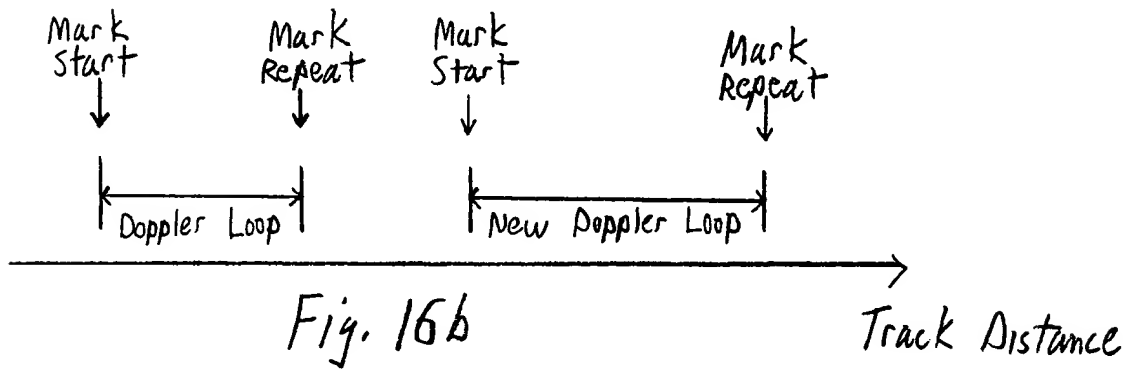 Mark
Start
Mark
Repeat
Mark
Start
Mark
Repeat
Doppler Loop
New Doppler Loop
Fig. 16b
Track Distance